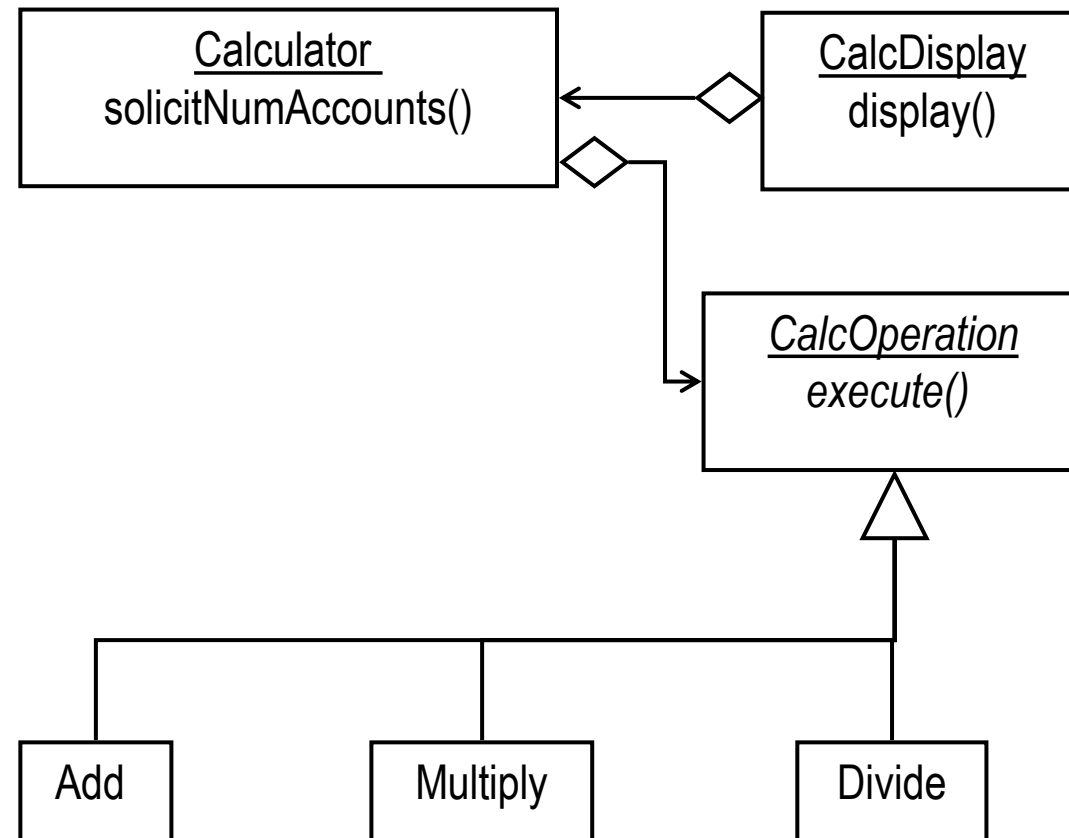 Calculator
solicitNumAccounts()
CalcDisplay
display()
CalcOperation
execute()
Add
Multiply
Divide